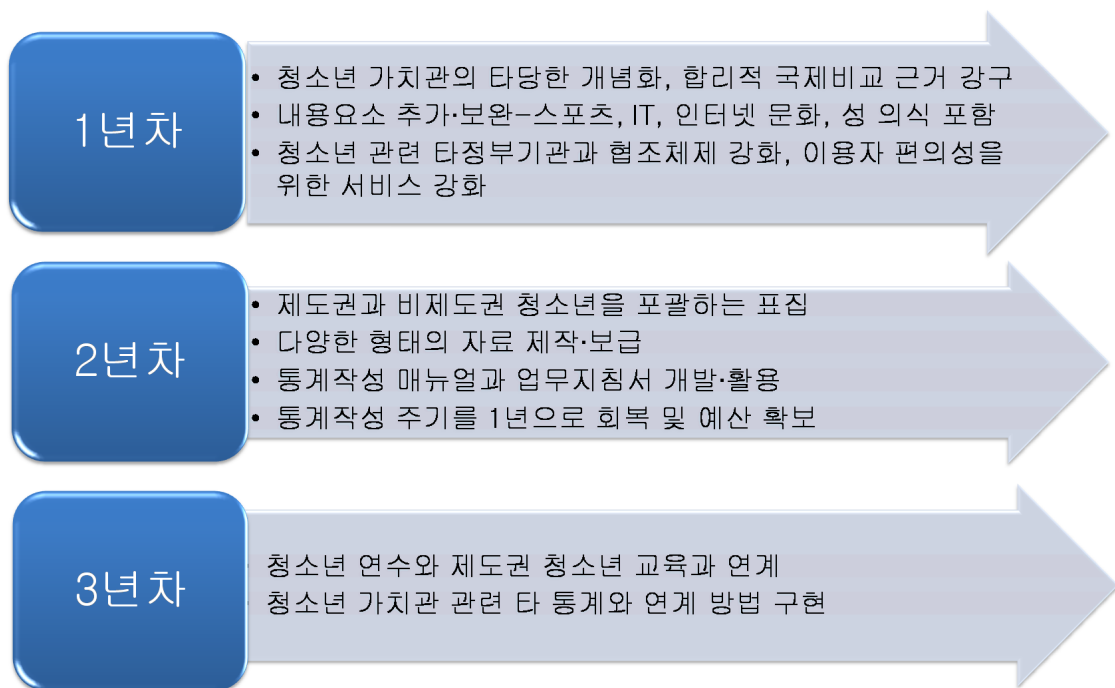 1년차
• 청소년 가치관의 타당한 개념화, 합리적 국제비교 근거 강구
• 내용요소 추가·보완-스포츠, IT, 인터넷 문화, 성 의식 포함
• 청소년 관련 타정부기관과 협조체제 강화, 이용자 편의성을
위한 서비스 강화
2년차
• 제도권과 비제도권 청소년을 포괄하는 표집
• 다양한 형태의 자료 제작·보급
• 통계작성 매뉴얼과 업무지침서 개발·활용
• 통계작성 주기를 1년으로 회복 및 예산 확보
3년차
• 청소년 연수와 제도권 청소년 교육과 연계
• 청소년 가치관 관련 타 통계와 연계 방법 구현